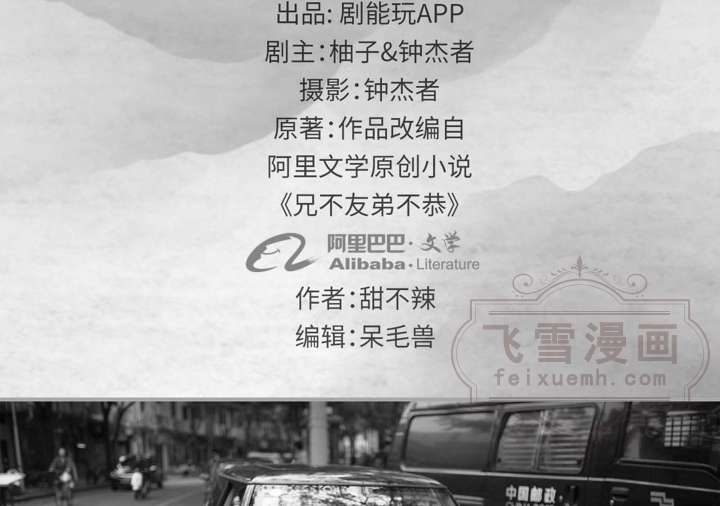 出品: 剧能玩APP
剧主:柚子&钟杰者
摄影:钟杰者
原著:作品改编自
阿里文学原创小说
《兄不友弟不恭》
阿里巴巴·文学
Alibaba·Literature
作者:甜不辣
编辑:呆毛兽
飞雪漫画
feixuemh.com
中国邮政